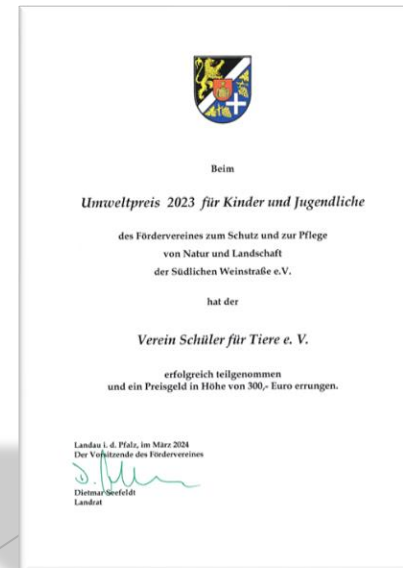 Beim
Umweltpreis 2023 für Kinder und Jugendliche
des Fördervereines zum Schutz und zur Pflege
von Natur und Landschaft
der Südlichen Weinstraße e.V.
hat der
Verein Schüler für Tiere e. V.
erfolgreich teilgenommen
und ein Preisgeld in Höhe von 300,- Euro errungen.
Landau i. d. Pfalz, im März 2024
Der Vorsitzende des Fördervereines
Dietmar Seefeldt
Landrat